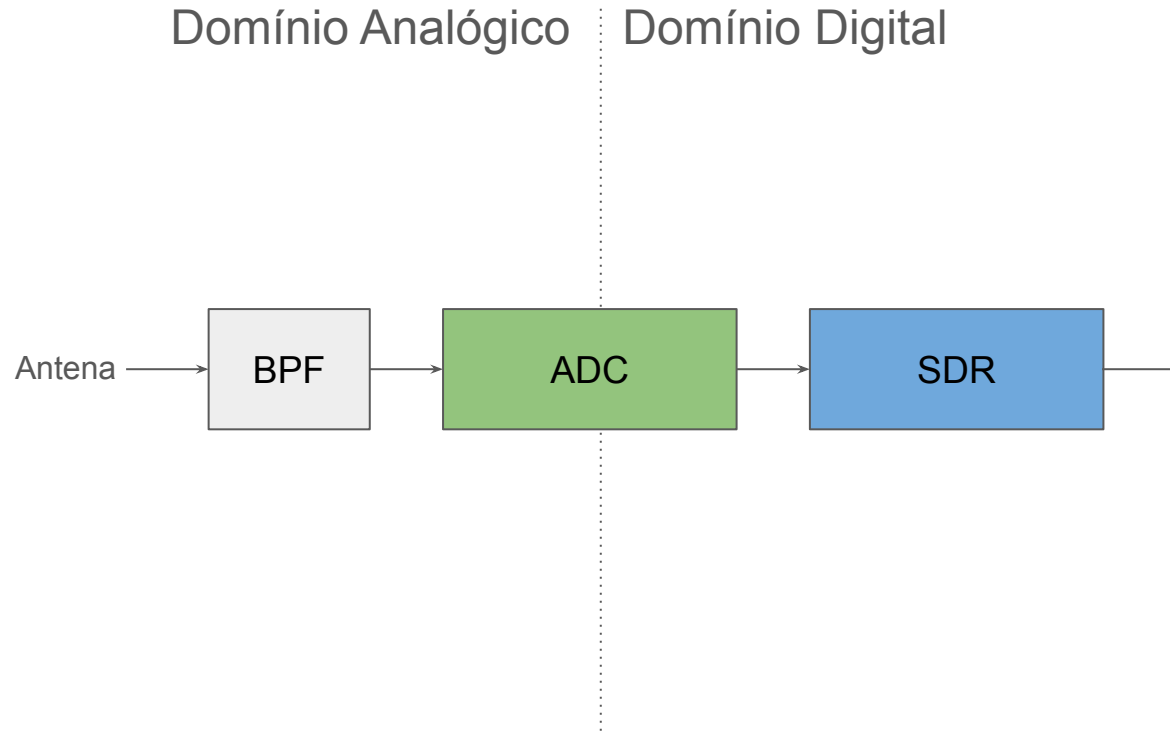 Domínio Analógico
Domínio Digital
Antena
BPF
ADC
SDR